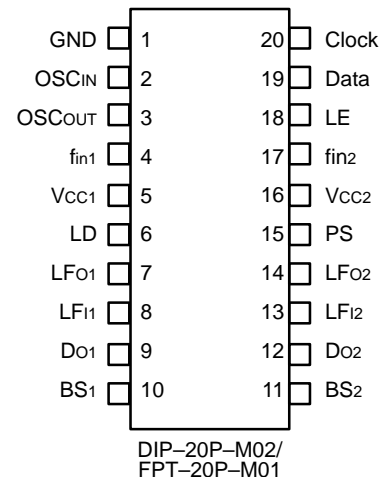 GND 1 20 Clock
OSCIN 2 19 Data
OSCOUT 3 18 LE
fin1 4 17 fin2
VCC1 5 16 VCC2
LD 6 15 PS
LFO1 7 14 LFO2
LFI1 8 13 LFI2
DO1 9 12 DO2
BS1 10 11 BS2
DIP–20P–M02/
FPT–20P–M01